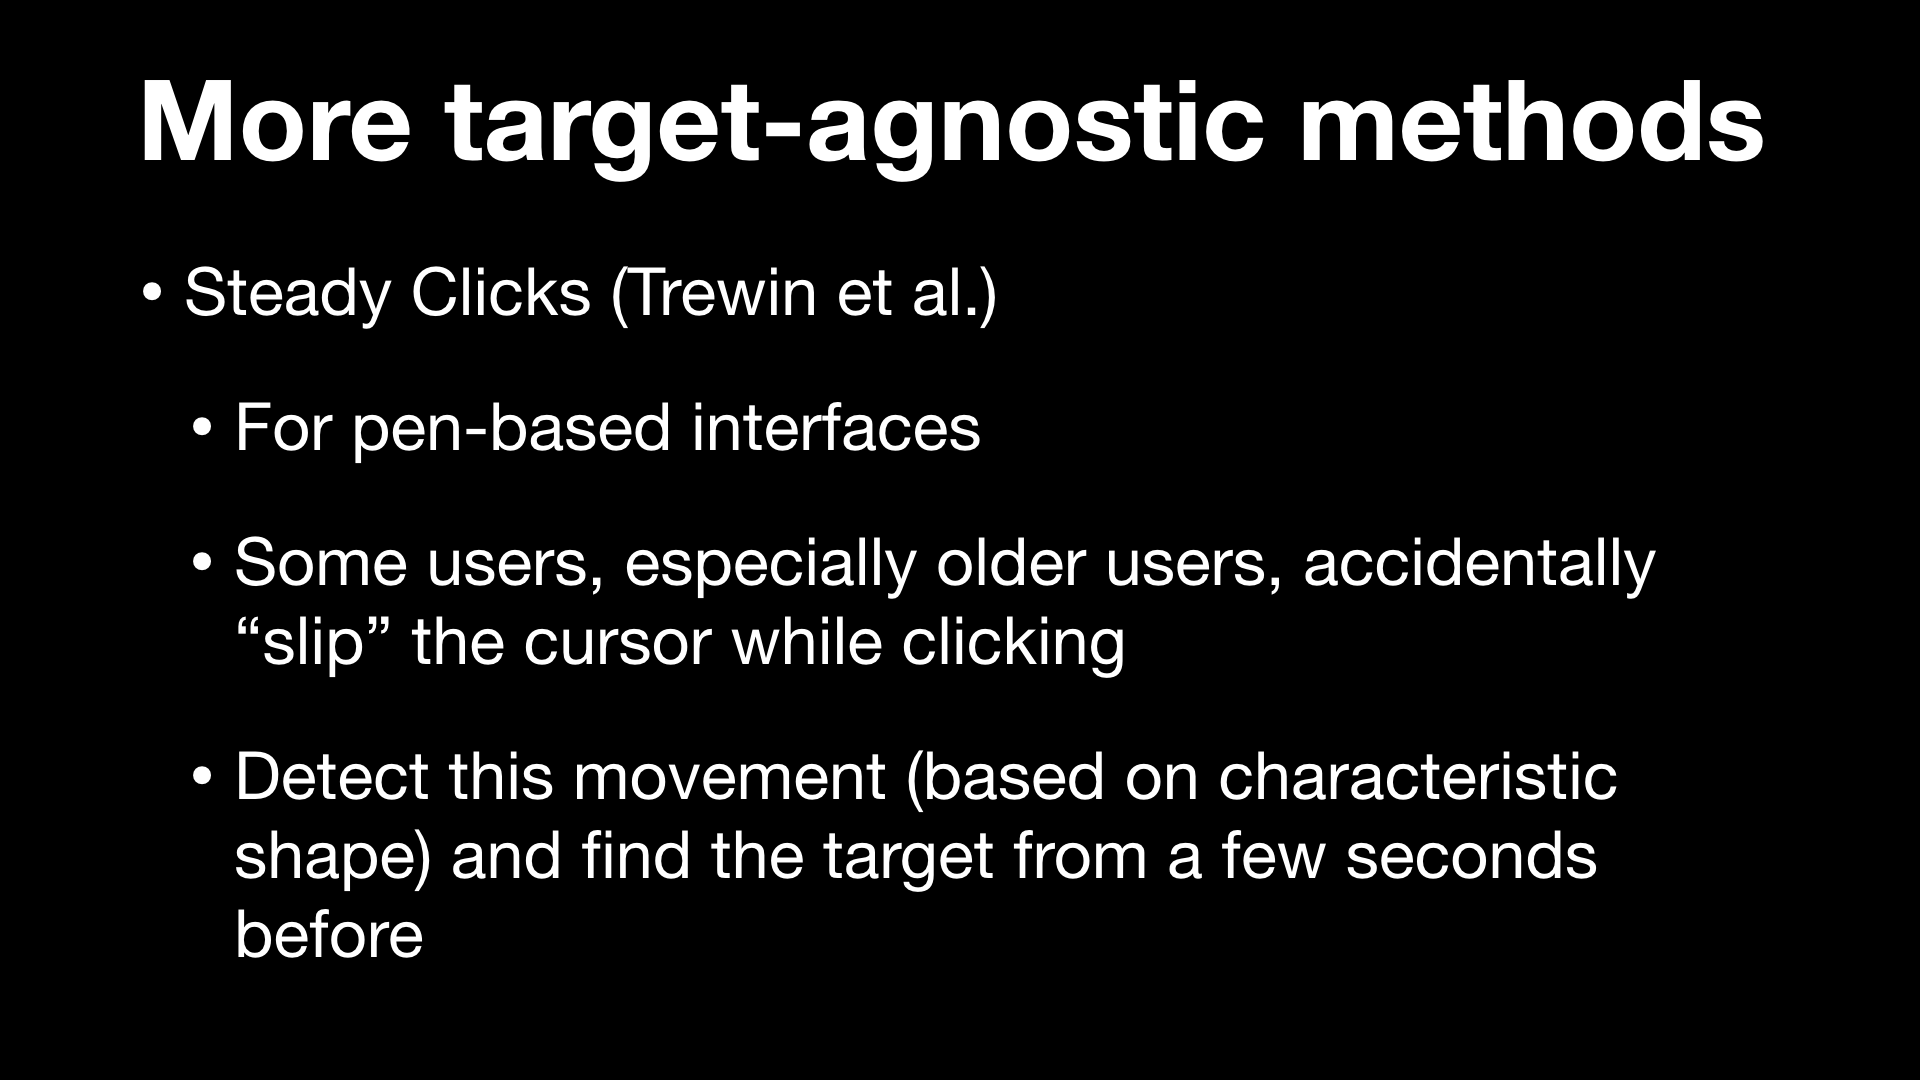 More target-agnostic methods
• Steady Clicks (Trewin et al.)
• For pen-based interfaces
• Some users, especially older users, accidentally
“slip” the cursor while clicking
• Detect this movement (based on characteristic
shape) and find the target from a few seconds
before